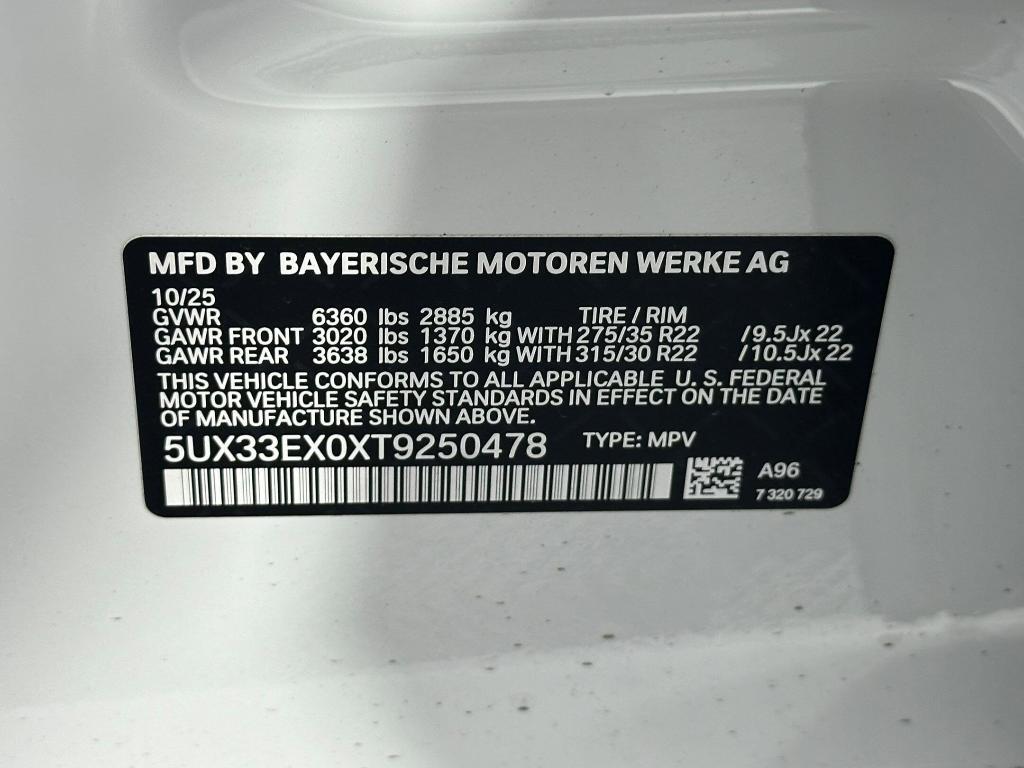 MFD BY BAYERISCHE MOTOREN WERKE AG
10/25
GVWR 6360 lbs 2885 kg TIRE / RIM
GAWR FRONT 3020 lbs 1370 kg WITH 275/35 R22 /9.5Jx 22
GAWR REAR 3638 lbs 1650 kg WITH 315/30 R22 /10.5Jx 22
THIS VEHICLE CONFORMS TO ALL APPLICABLE U. S. FEDERAL
MOTOR VEHICLE SAFETY STANDARDS IN EFFECT ON THE DATE
OF MANUFACTURE SHOWN ABOVE.
5UX33EX0XT9250478 TYPE: MPV
A96
7 320 729